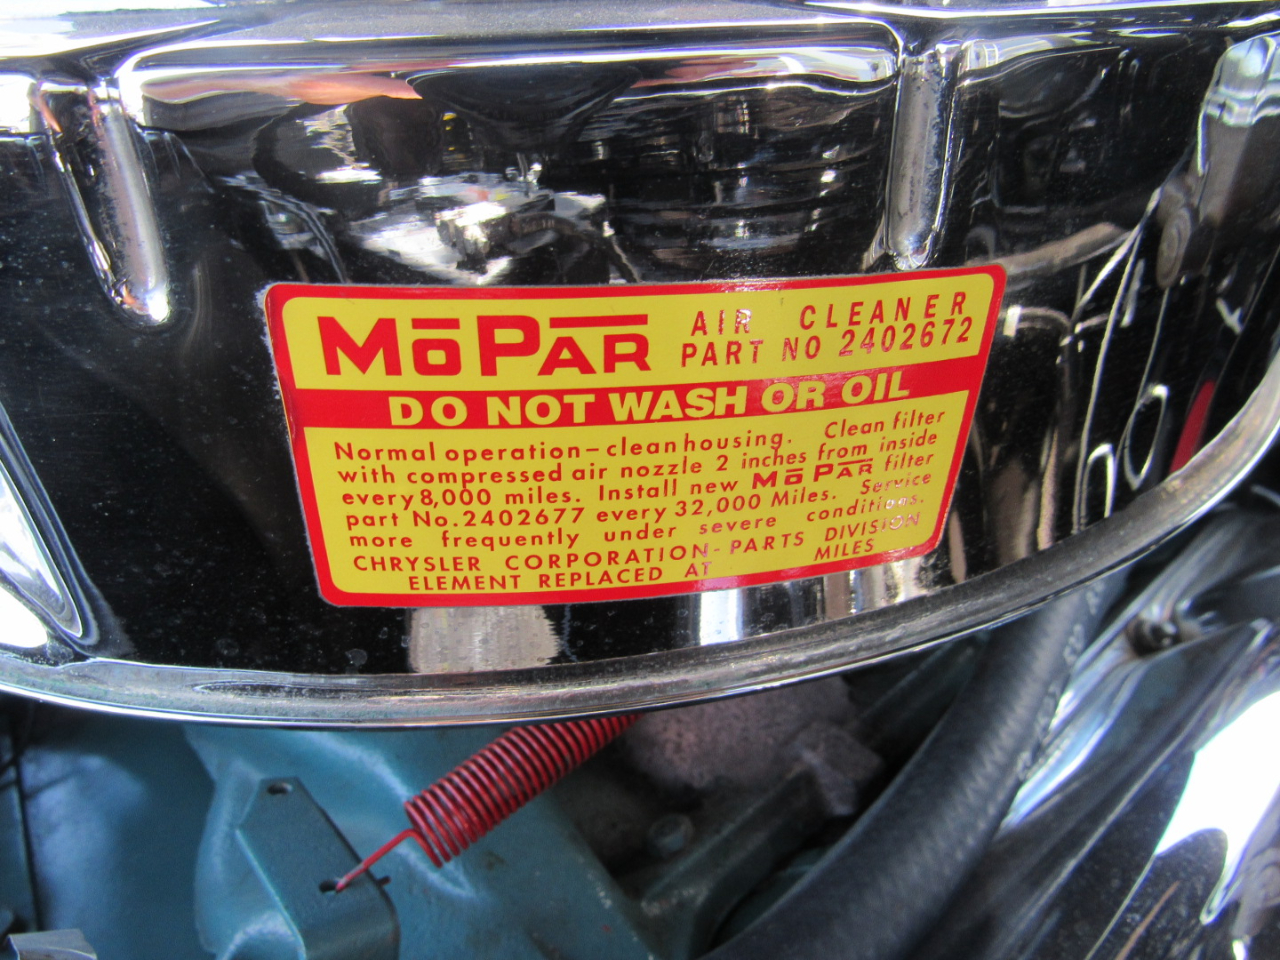 MōPAR AIR CLEANER
PART NO 2402672
DO NOT WASH OR OIL
Normal operation—clean housing. Clean filter
with compressed air nozzle 2 inches from inside
every 8,000 miles. Install new MōPAR filter
part No. 2402677 every 32,000 Miles. Service
more frequently under severe conditions.
CHRYSLER CORPORATION-PARTS DIVISION
ELEMENT REPLACED AT MILES